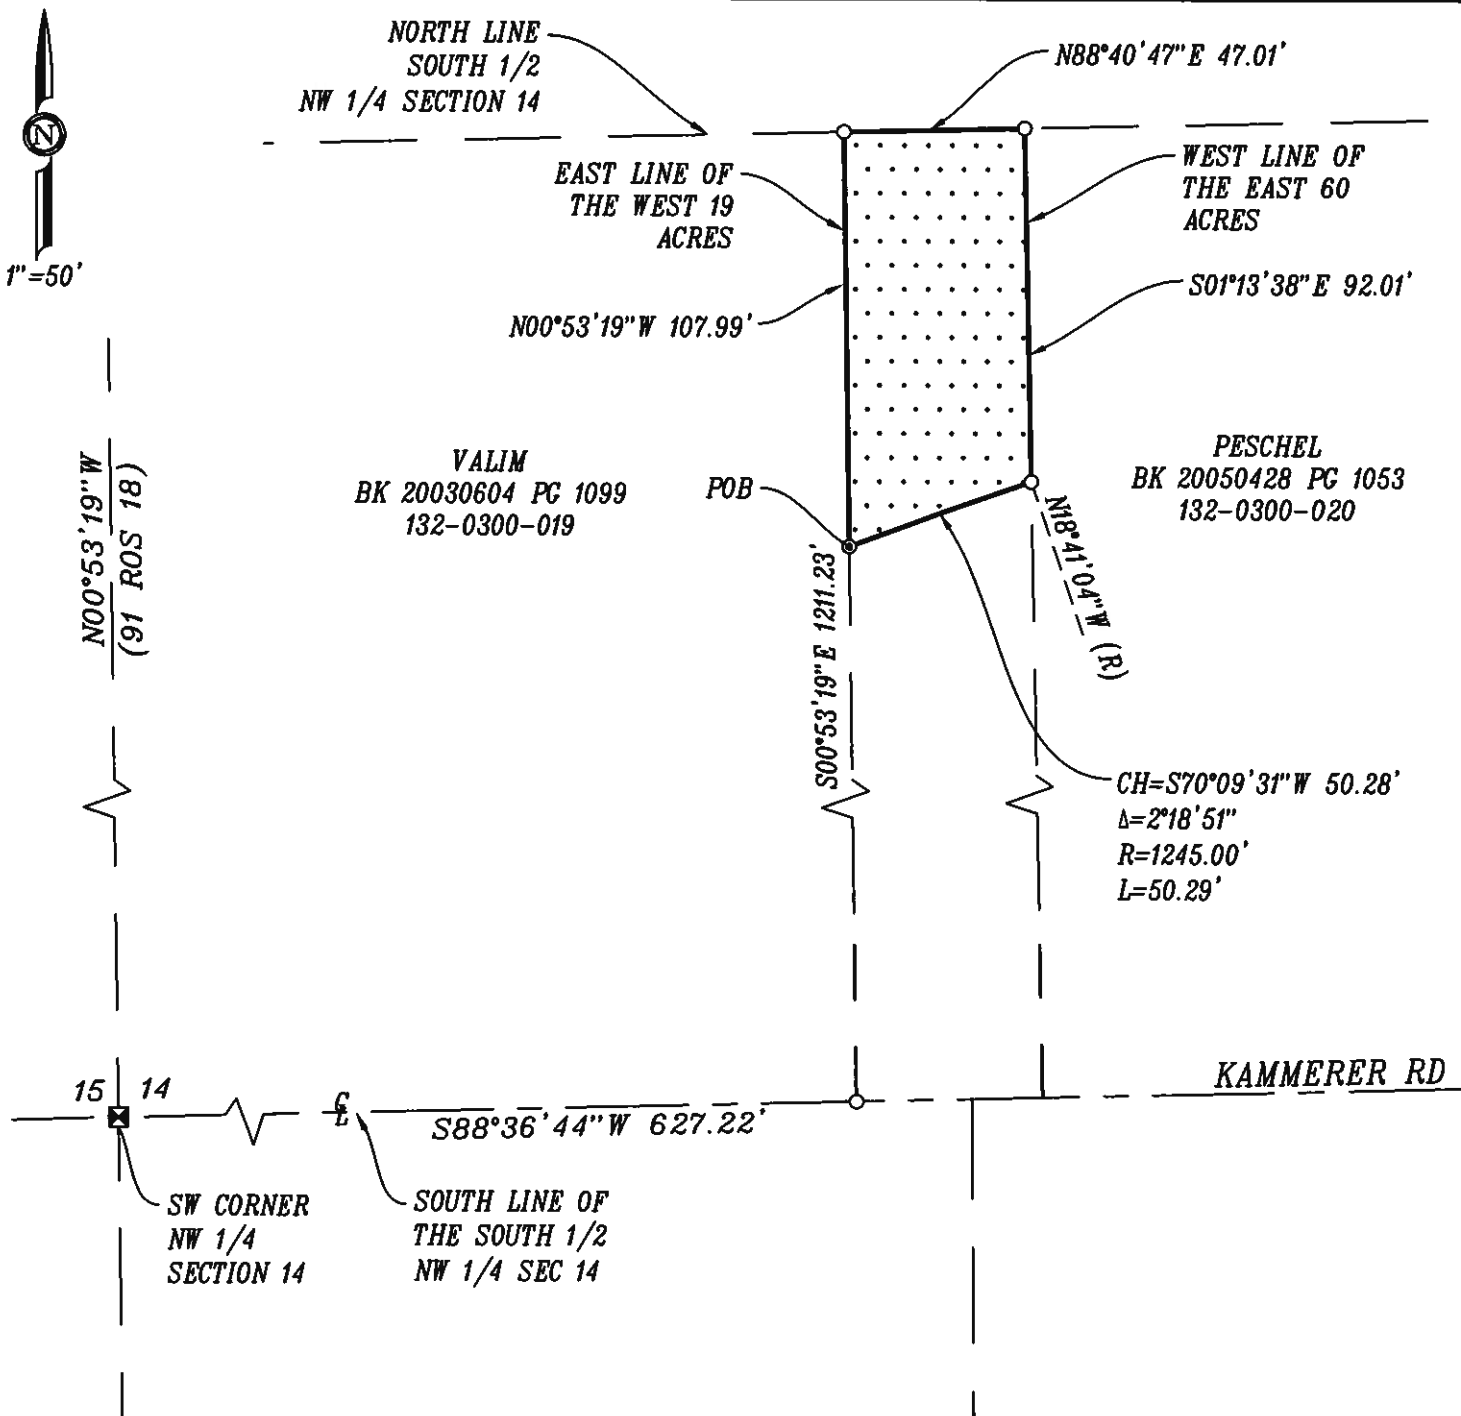 NORTH LINE
SOUTH 1/2
NW 1/4 SECTION 14
N88°40'47"E 47.01'
N
1"=50'
EAST LINE OF
THE WEST 19
ACRES
WEST LINE OF
THE EAST 60
ACRES
S01°13'38"E 92.01'
N00°53'19"W 107.99'
N00°53'19"W
(91 ROS 18)
VALIM
BK 20030604 PG 1099
132-0300-019
POB
PESCHEL
BK 20050428 PG 1053
132-0300-020
N18°41'04"W (R)
S00°53'19"E 1211.23'
CH=S70°09'31"W 50.28'
Δ=2°18'51"
R=1245.00'
L=50.29'
15 14
CL
S88°36'44"W 627.22'
KAMMERER RD
SW CORNER
NW 1/4
SECTION 14
SOUTH LINE OF
THE SOUTH 1/2
NW 1/4 SEC 14